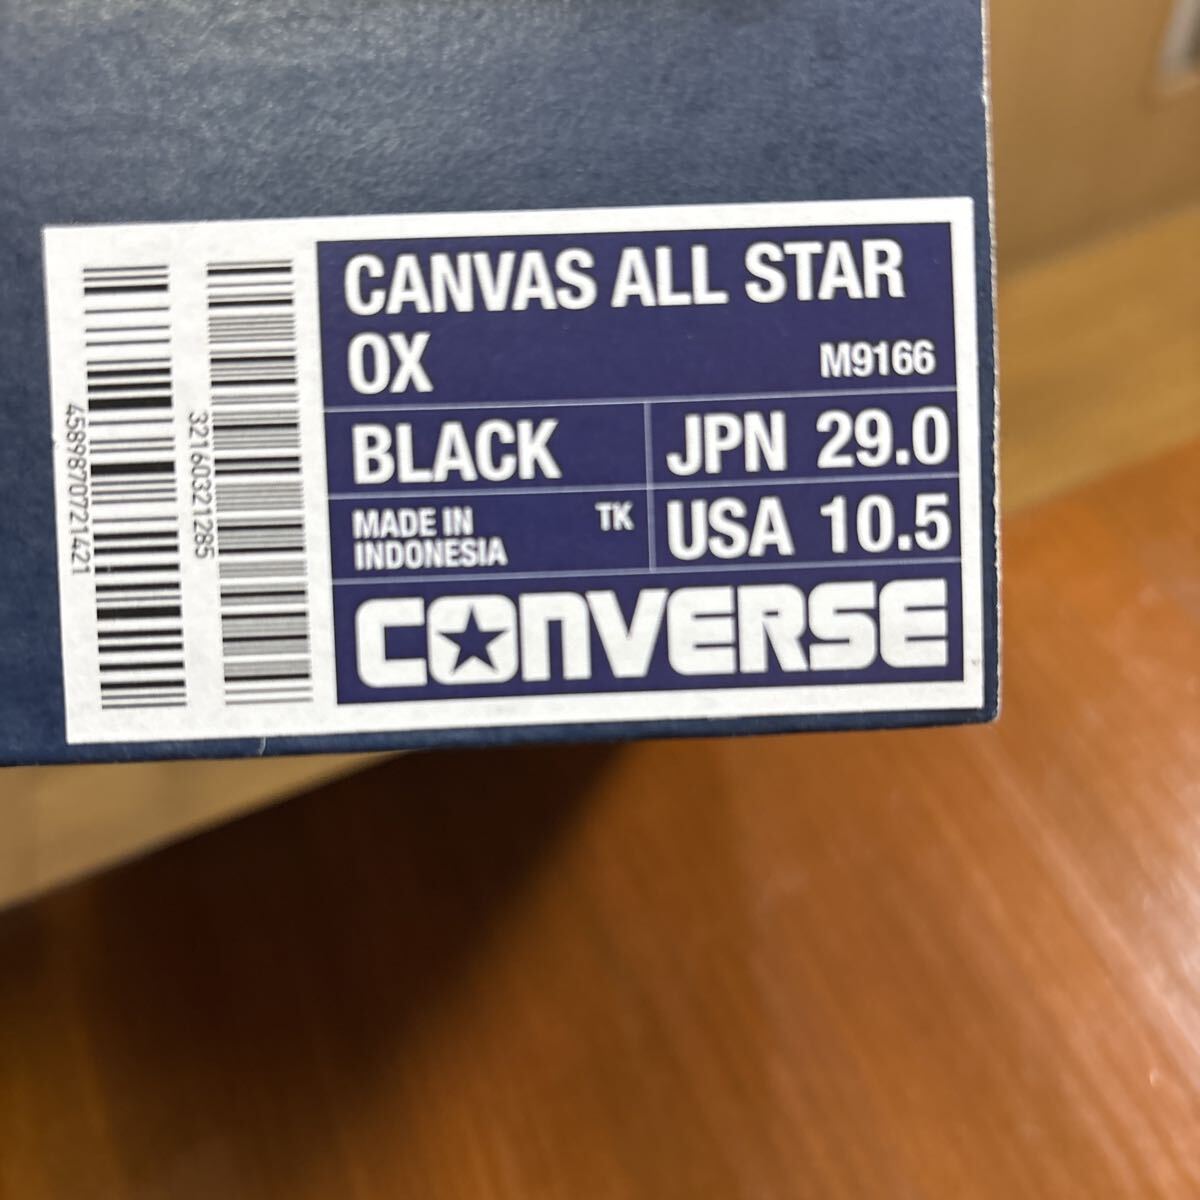 4589870721421
32160321285
CANVAS ALL STAR
OX M9166
BLACK JPN 29.0
MADE IN INDONESIA TK USA 10.5
CONVERSE